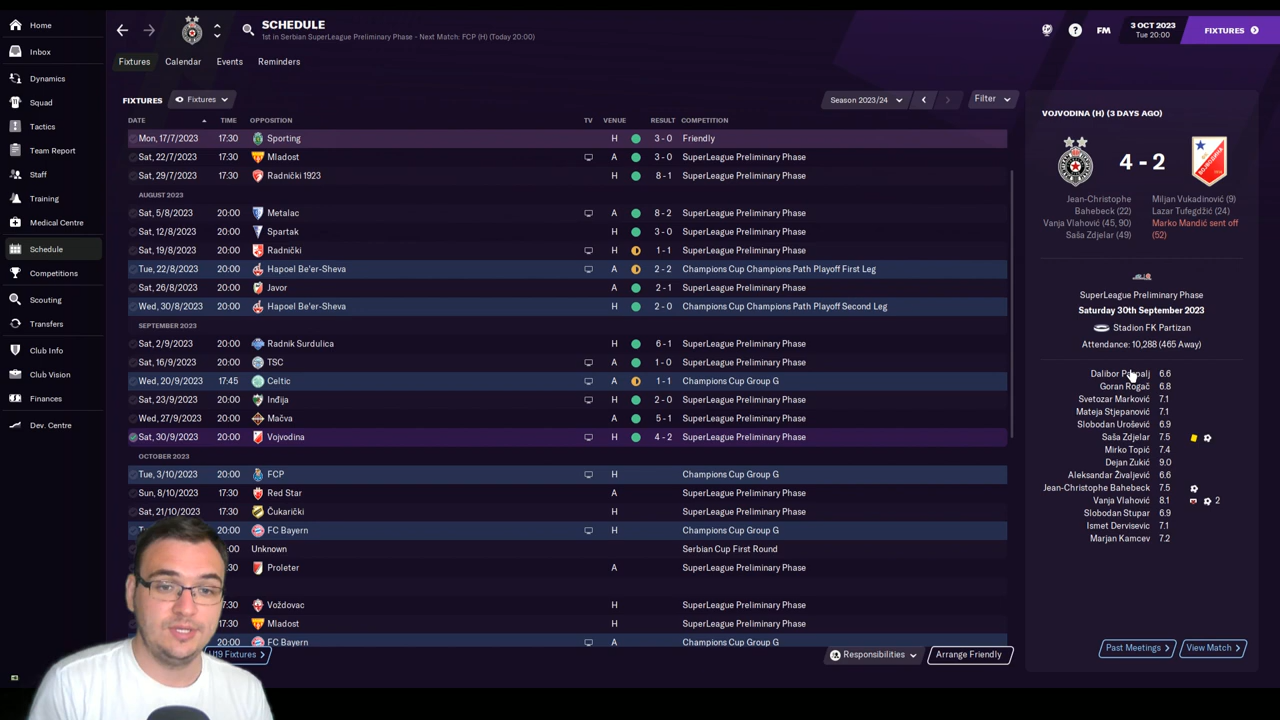 Home
Inbox
Dynamics
Squad
Tactics
Team Report
Staff
Training
Medical Centre
Schedule
Competitions
Scouting
Transfers
Club Info
Club Vision
Finances
Dev. Centre
SCHEDULE
1st in Serbian SuperLeague Preliminary Phase - Next Match: FCP (H) (Today 20:00)
? FM 3 OCT 2023 Tue 20:00 FIXTURES
Fixtures Calendar Events Reminders
FIXTURES Fixtures Season 2023/24 Filter
DATE TIME OPPOSITION TV VENUE RESULT COMPETITION
Mon, 17/7/2023 17:30 Sporting H 3 - 0 Friendly
Sat, 22/7/2023 17:30 Mladost A 3 - 0 SuperLeague Preliminary Phase
Sat, 29/7/2023 17:30 Radnički 1923 H 8 - 1 SuperLeague Preliminary Phase
AUGUST 2023
Sat, 5/8/2023 20:00 Metalac A 8 - 2 SuperLeague Preliminary Phase
Sat, 12/8/2023 20:00 Spartak H 3 - 0 SuperLeague Preliminary Phase
Sat, 19/8/2023 20:00 Radnički H 1 - 1 SuperLeague Preliminary Phase
Tue, 22/8/2023 20:00 Hapoel Be'er-Sheva A 2 - 2 Champions Cup Champions Path Playoff First Leg
Sat, 26/8/2023 20:00 Javor A 2 - 1 SuperLeague Preliminary Phase
Wed, 30/8/2023 20:00 Hapoel Be'er-Sheva H 2 - 0 Champions Cup Champions Path Playoff Second Leg
SEPTEMBER 2023
Sat, 2/9/2023 20:00 Radnik Surdulica H 6 - 1 SuperLeague Preliminary Phase
Sat, 16/9/2023 20:00 TSC A 1 - 0 SuperLeague Preliminary Phase
Wed, 20/9/2023 17:45 Celtic A 1 - 1 Champions Cup Group G
Sat, 23/9/2023 20:00 Inđija H 2 - 0 SuperLeague Preliminary Phase
Wed, 27/9/2023 20:00 Mačva A 5 - 1 SuperLeague Preliminary Phase
Sat, 30/9/2023 20:00 Vojvodina H 4 - 2 SuperLeague Preliminary Phase
OCTOBER 2023
Tue, 3/10/2023 20:00 FCP H Champions Cup Group G
Sun, 8/10/2023 17:30 Red Star A SuperLeague Preliminary Phase
Sat, 21/10/2023 17:30 Čukarički H SuperLeague Preliminary Phase
20:00 FC Bayern H Champions Cup Group G
:00 Unknown Serbian Cup First Round
:30 Proleter A SuperLeague Preliminary Phase
17:30 Voždovac H SuperLeague Preliminary Phase
17:30 Mladost H SuperLeague Preliminary Phase
20:00 FC Bayern A Champions Cup Group G
U19 Fixtures Responsibilities Arrange Friendly
VOJVODINA (H) (3 DAYS AGO)
4 - 2
Jean-Christophe Miljan Vukadinović (9)
Bahebeck (22) Lazar Tufegdžić (24)
Vanja Vlahović (45, 90) Marko Mandić sent off
Saša Zdjelar (49) (52)
SuperLeague Preliminary Phase
Saturday 30th September 2023
Stadion FK Partizan
Attendance: 10,288 (465 Away)
Dalibor 6.6
Goran Rogač 6.8
Svetozar Marković 7.1
Mateja Stjepanović 7.1
Slobodan Urošević 6.9
Saša Zdjelar 7.5
Mirko Topić 7.4
Dejan Zukić 9.0
Aleksandar Živaljević 6.6
Jean-Christophe Bahebeck 7.5
Vanja Vlahović 8.1 2
Slobodan Stupar 6.9
Ismet Dervisevic 7.1
Marjan Kamcev 7.2
Past Meetings View Match